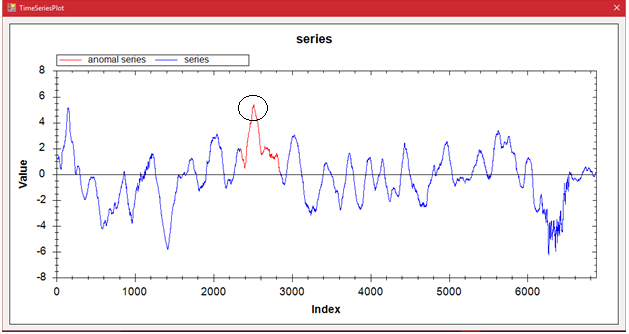 TimeSeriesPlot
series
anomal series series
8
6
4
2
0
-2
-4
-6
-8
Value
0 1000 2000 3000 4000 5000 6000
Index